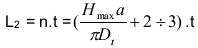 L₂ = n.t = (H_max a / πD_t + 2 ÷ 3).t